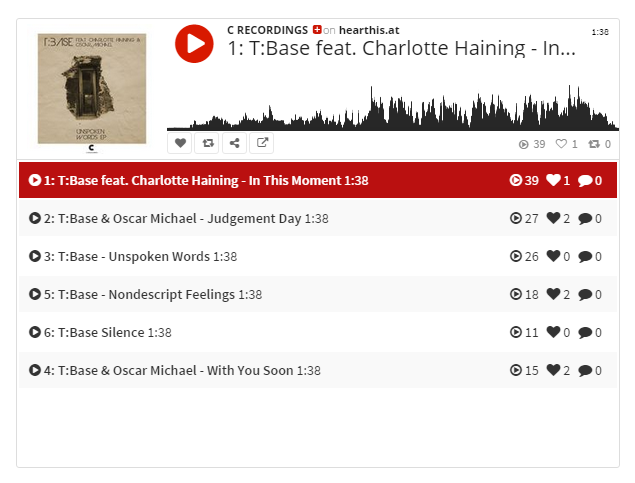 T:BASE FEAT. CHARLOTTE HAINING &
OSCAR MICHAEL
UNSPOKEN
WORDS EP
C
C RECORDINGS on hearthis.at
1:38
1: T:Base feat. Charlotte Haining - In...
39 1 0
1: T:Base feat. Charlotte Haining - In This Moment 1:38 39 1 0
2: T:Base & Oscar Michael - Judgement Day 1:38 27 2 0
3: T:Base - Unspoken Words 1:38 26 0 0
5: T:Base - Nondescript Feelings 1:38 18 2 0
6: T:Base Silence 1:38 11 0 0
4: T:Base & Oscar Michael - With You Soon 1:38 15 2 0